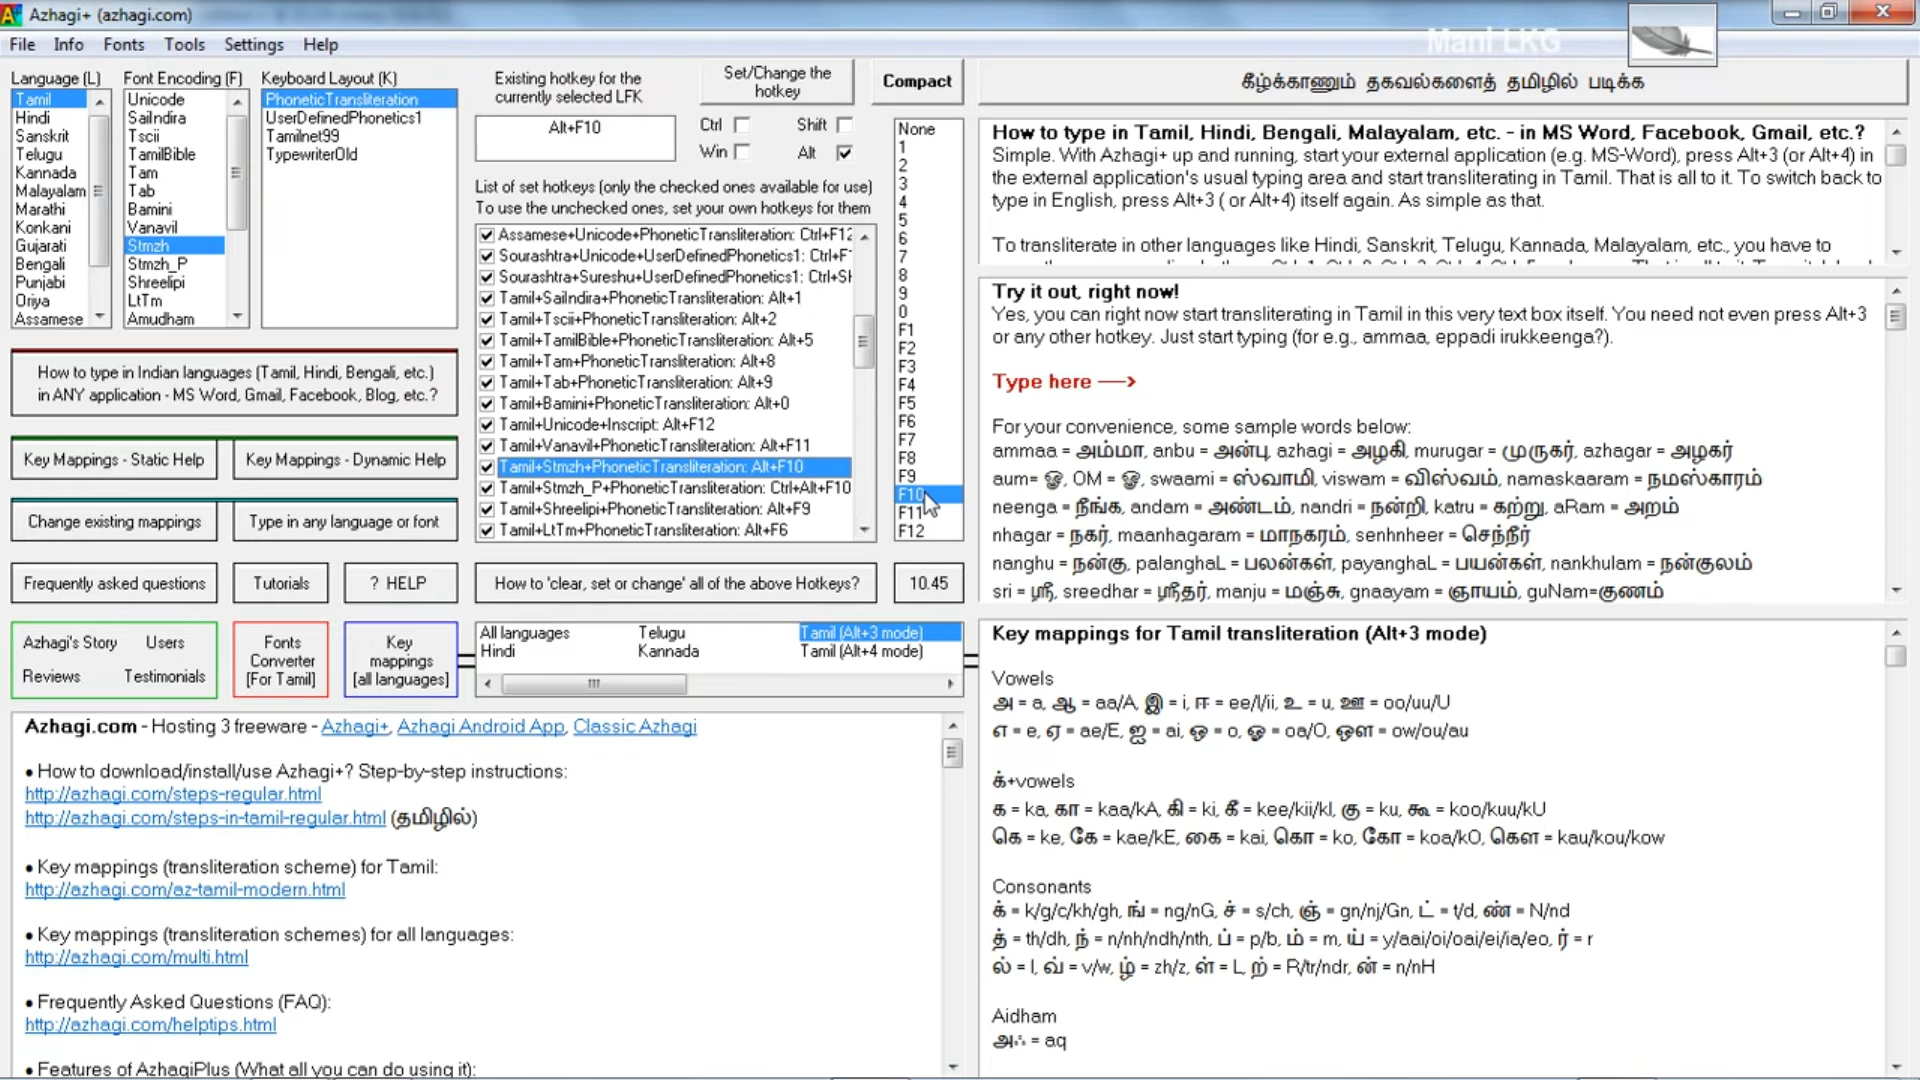 Azhagi+ (azhagi.com)
Mani LKG
File Info Fonts Tools Settings Help
Language (L)
Tamil
Hindi
Sanskrit
Telugu
Kannada
Malayalam
Marathi
Konkani
Gujarati
Bengali
Punjabi
Oriya
Assamese
Font Encoding (F)
Unicode
SaiIndira
Tscii
TamilBible
Tam
Tab
Bamini
Vanavil
Stmzh
Stmzh_P
Shreelipi
LtTm
Amudham
Keyboard Layout (K)
PhoneticTransliteration
UserDefinedPhonetics1
Tamilnet99
TypewriterOld
Existing hotkey for the
currently selected LFK
Alt+F10
Set/Change the
hotkey
Compact
Ctrl Shift
Win Alt
List of set hotkeys (only the checked ones available for use)
To use the unchecked ones, set your own hotkeys for them
Assamese+Unicode+PhoneticTransliteration: Ctrl+F12
Sourashtra+Unicode+UserDefinedPhonetics1: Ctrl+F
Sourashtra+Sureshu+UserDefinedPhonetics1: Ctrl+Sh
Tamil+SaiIndira+PhoneticTransliteration: Alt+1
Tamil+Tscii+PhoneticTransliteration: Alt+2
Tamil+TamilBible+PhoneticTransliteration: Alt+5
Tamil+Tam+PhoneticTransliteration: Alt+8
Tamil+Tab+PhoneticTransliteration: Alt+9
Tamil+Bamini+PhoneticTransliteration: Alt+0
Tamil+Unicode+Inscript: Alt+F12
Tamil+Vanavil+PhoneticTransliteration: Alt+F11
Tamil+Stmzh+PhoneticTransliteration: Alt+F10
Tamil+Stmzh_P+PhoneticTransliteration: Ctrl+Alt+F10
Tamil+Shreelipi+PhoneticTransliteration: Alt+F9
Tamil+LtTm+PhoneticTransliteration: Alt+F6
None
1
2
3
4
5
6
7
8
9
0
F1
F2
F3
F4
F5
F6
F7
F8
F9
F10
F11
F12
How to type in Indian languages (Tamil, Hindi, Bengali, etc.)
in ANY application - MS Word, Gmail, Facebook, Blog, etc.?
Key Mappings - Static Help
Key Mappings - Dynamic Help
Change existing mappings
Type in any language or font
Frequently asked questions
Tutorials
? HELP
How to 'clear, set or change' all of the above Hotkeys?
10.45
Azhagi's Story Users
Reviews Testimonials
Fonts
Converter
[For Tamil]
Key
mappings
[all languages]
All languages Telugu Tamil (Alt+3 mode)
Hindi Kannada Tamil (Alt+4 mode)
Azhagi.com - Hosting 3 freeware - Azhagi+, Azhagi Android App, Classic Azhagi
• How to download/install/use Azhagi+? Step-by-step instructions:
http://azhagi.com/steps-regular.html
http://azhagi.com/steps-in-tamil-regular.html (தமிழில்)
• Key mappings (transliteration scheme) for Tamil:
http://azhagi.com/az-tamil-modern.html
• Key mappings (transliteration schemes) for all languages:
http://azhagi.com/multi.html
• Frequently Asked Questions (FAQ):
http://azhagi.com/helptips.html
• Features of AzhagiPlus (What all you can do using it):
கீழ்க்காணும் தகவல்களைத் தமிழில் படிக்க
How to type in Tamil, Hindi, Bengali, Malayalam, etc. - in MS Word, Facebook, Gmail, etc.?
Simple. With Azhagi+ up and running, start your external application (e.g. MS-Word), press Alt+3 (or Alt+4) in
the external application's usual typing area and start transliterating in Tamil. That is all to it. To switch back to
type in English, press Alt+3 ( or Alt+4) itself again. As simple as that.
To transliterate in other languages like Hindi, Sanskrit, Telugu, Kannada, Malayalam, etc., you have to
Try it out, right now!
Yes, you can right now start transliterating in Tamil in this very text box itself. You need not even press Alt+3
or any other hotkey. Just start typing (for e.g., ammaa, eppadi irukkeenga?).
Type here --->
For your convenience, some sample words below:
ammaa = அம்மா, anbu = அன்பு, azhagi = அழகி, murugar = முருகர், azhagar = அழகர்
aum= ஓ, OM = ஓ, swaami = ஸ்வாமி, viswam = விஸ்வம், namaskaaram = நமஸ்காரம்
neenga = நீங்க, andam = அண்டம், nandri = நன்றி, katru = கற்று, aRam = அறம்
nhagar = நகர், maanhagaram = மாநகரம், senhnheer = செந்நீர்
nanghu = நன்கு, palanghaL = பலன்கள், payanghaL = பயன்கள், nankhulam = நன்குலம்
sri = ஸ்ரீ, sreedhar = ஸ்ரீதர், manju = மஞ்சு, gnaayam = ஞாயம், guNam=குணம்
Key mappings for Tamil transliteration (Alt+3 mode)
Vowels
அ = a, ஆ = aa/A, இ = i, ஈ = ee/I/ii, உ = u, ஊ = oo/uu/U
எ = e, ஏ = ae/E, ஐ = ai, ஒ = o, ஓ = oa/O, ஔ = ow/ou/au
க்+vowels
க = ka, கா = kaa/kA, கி = ki, கீ = kee/kii/kI, கு = ku, கூ = koo/kuu/kU
கெ = ke, கே = kae/kE, கை = kai, கொ = ko, கோ = koa/kO, கௌ = kau/kou/kow
Consonants
க் = k/g/c/kh/gh, ங் = ng/nG, ச் = s/ch, ஞ் = gn/nj/Gn, ட் = t/d, ண் = N/nd
த் = th/dh, ந் = n/nh/ndh/nth, ப் = p/b, ம் = m, ய் = y/aai/oi/oai/ei/ia/eo, ர் = r
ல் = l, வ் = v/w, ழ் = zh/z, ள் = L, ற் = R/tr/ndr, ன் = n/nH
Aidham
அஃ = aq